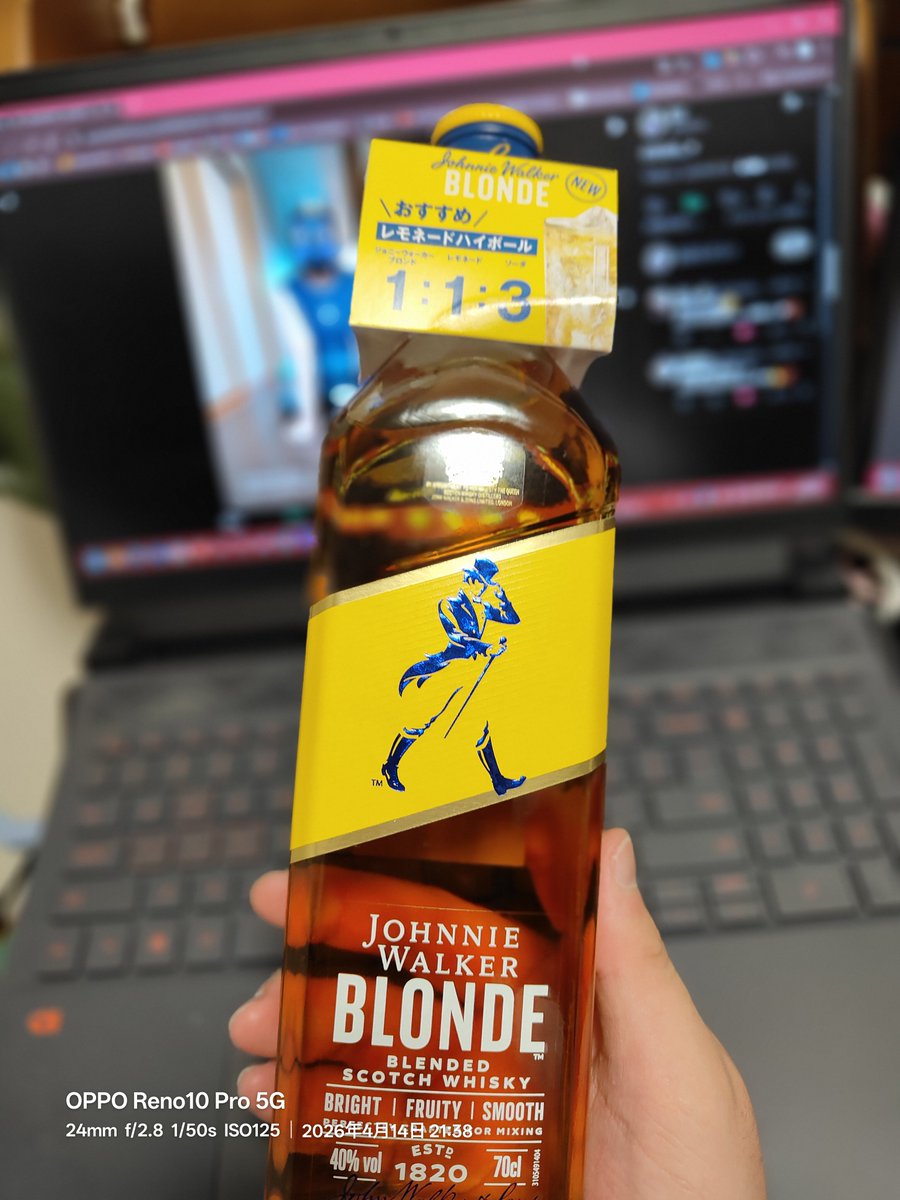 Johnnie Walker
BLONDE
NEW
\おすすめ/
レモネードハイボール
ジョニーウォーカー
ブロンド
レモネード
ソーダ
1:1:3
TM
JOHNNIE
WALKER
BLONDE
TM
BLENDED
SCOTCH WHISKY
BRIGHT | FRUITY | SMOOTH
FOR MIXING
40% vol
ESTD
1820
70cl
OPPO Reno10 Pro 5G
24mm f/2.8 1/50s ISO125 | 2026年4月14日 21:38